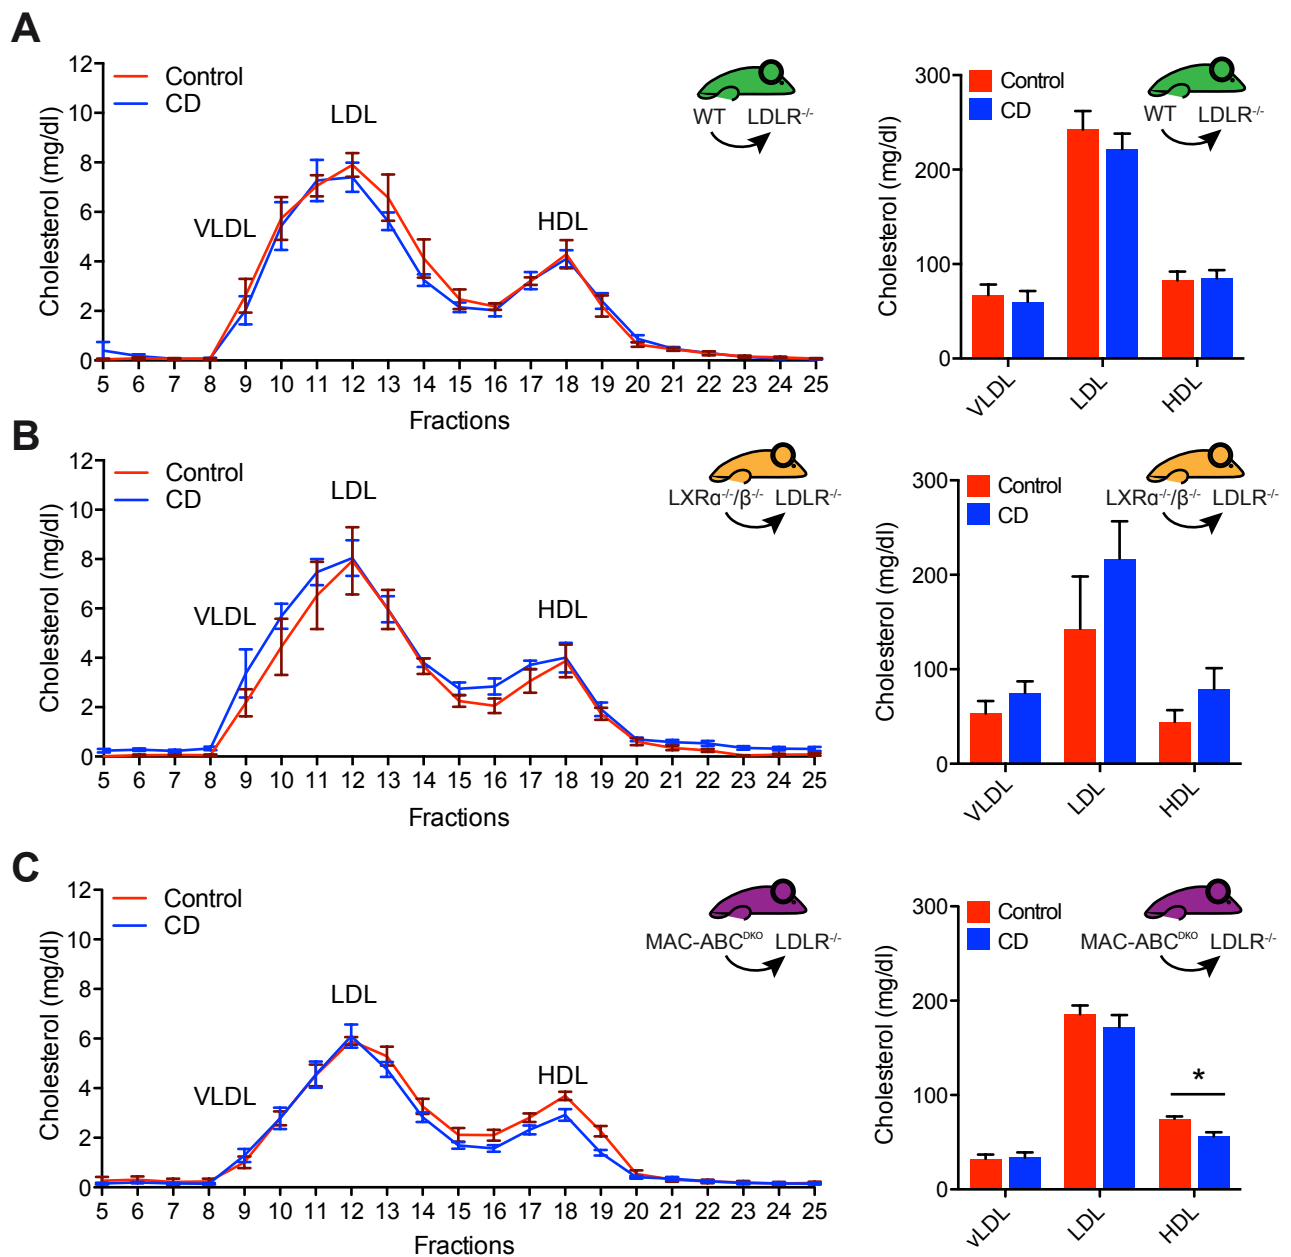 A
Control
CD
LDL
VLDL
HDL
WT LDLR-/-
Cholesterol (mg/dl)
12
10
8
6
4
2
0
5 6 7 8 9 10 11 12 13 14 15 16 17 18 19 20 21 22 23 24 25
Fractions
Control
CD
WT LDLR-/-
Cholesterol (mg/dl)
300
200
100
0
VLDL LDL HDL
B
Control
CD
LDL
VLDL
HDL
LXRα-/-/β-/- LDLR-/-
Cholesterol (mg/dl)
12
10
8
6
4
2
0
5 6 7 8 9 10 11 12 13 14 15 16 17 18 19 20 21 22 23 24 25
Fractions
Control
CD
LXRα-/-/β-/- LDLR-/-
Cholesterol (mg/dl)
300
200
100
0
VLDL LDL HDL
C
Control
CD
LDL
VLDL
HDL
MAC-ABCDKO LDLR-/-
Cholesterol (mg/dl)
12
10
8
6
4
2
0
5 6 7 8 9 10 11 12 13 14 15 16 17 18 19 20 21 22 23 24 25
Fractions
Control
CD
MAC-ABCDKO LDLR-/-
Cholesterol (mg/dl)
300
200
100
0
*
vLDL LDL HDL